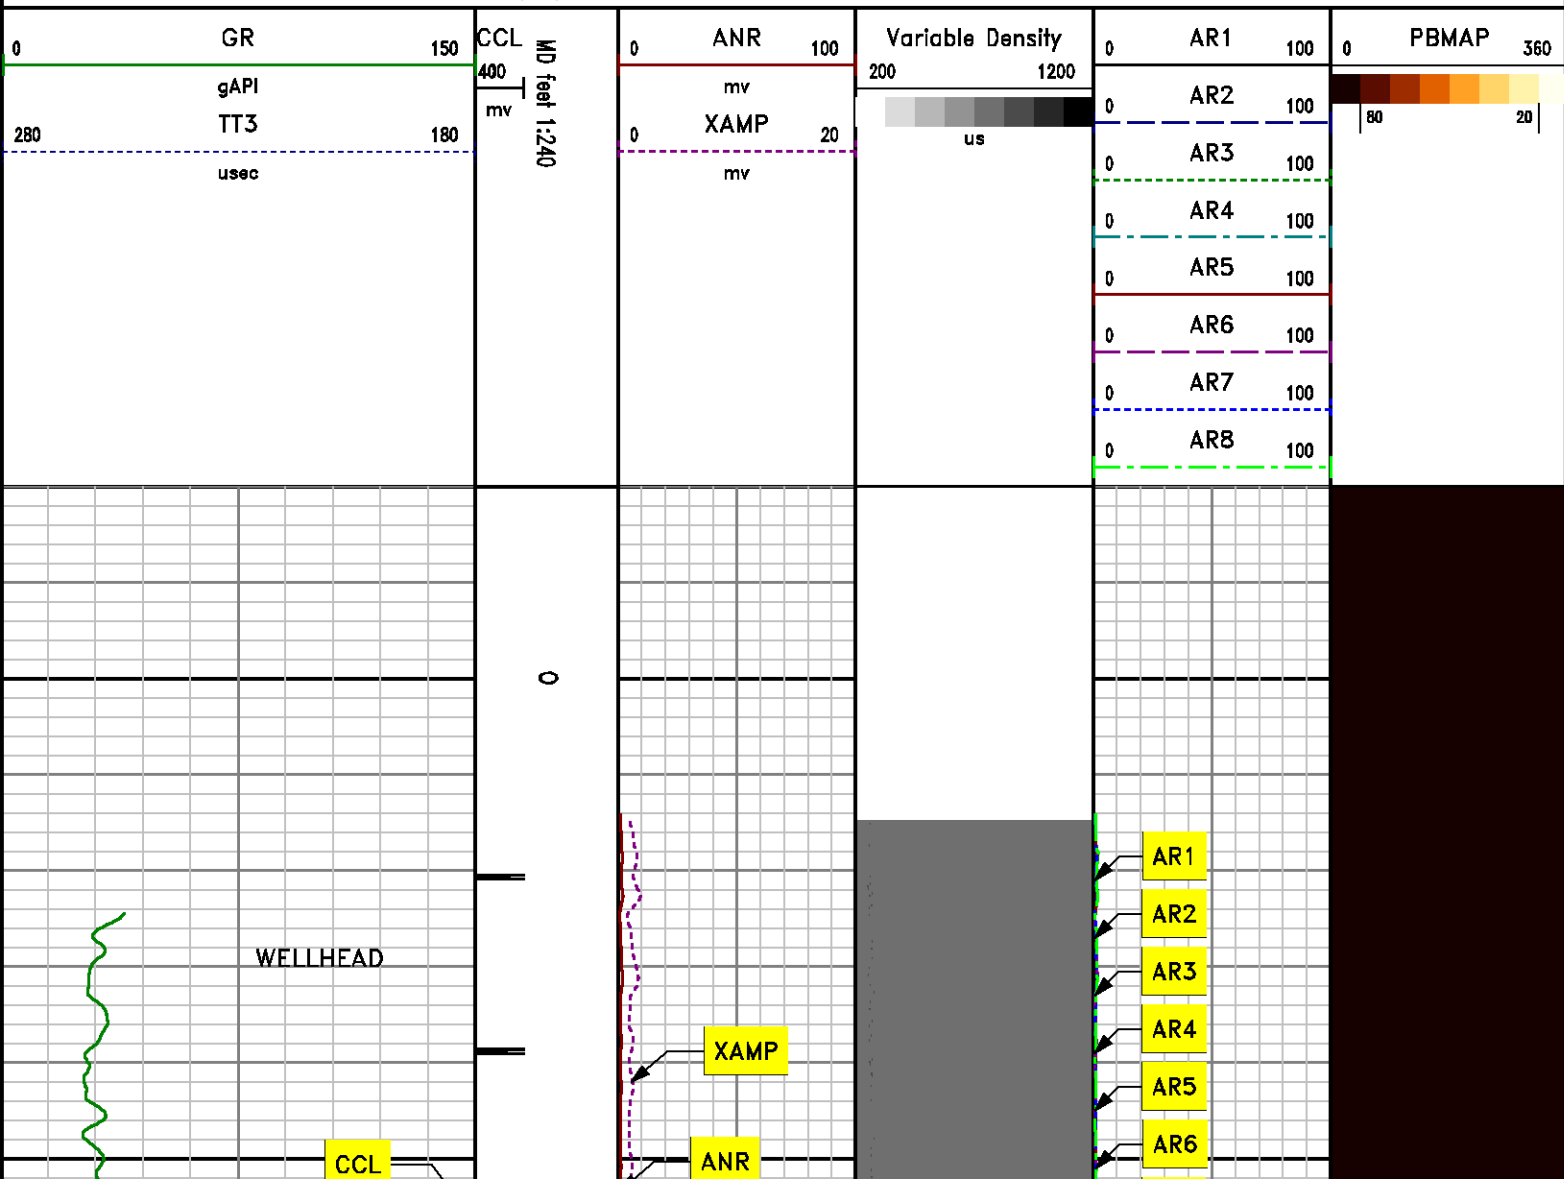 GR
0 150
gAPI
TT3
280 180
usec
CCL
400
mv
MD feet 1:240
ANR
0 100
mv
XAMP
0 20
mv
Variable Density
200 1200
us
AR1
0 100
AR2
0 100
AR3
0 100
AR4
0 100
AR5
0 100
AR6
0 100
AR7
0 100
AR8
0 100
PBMAP
0 360
80 20
0
WELLHEAD
CCL
XAMP
ANR
AR1
AR2
AR3
AR4
AR5
AR6